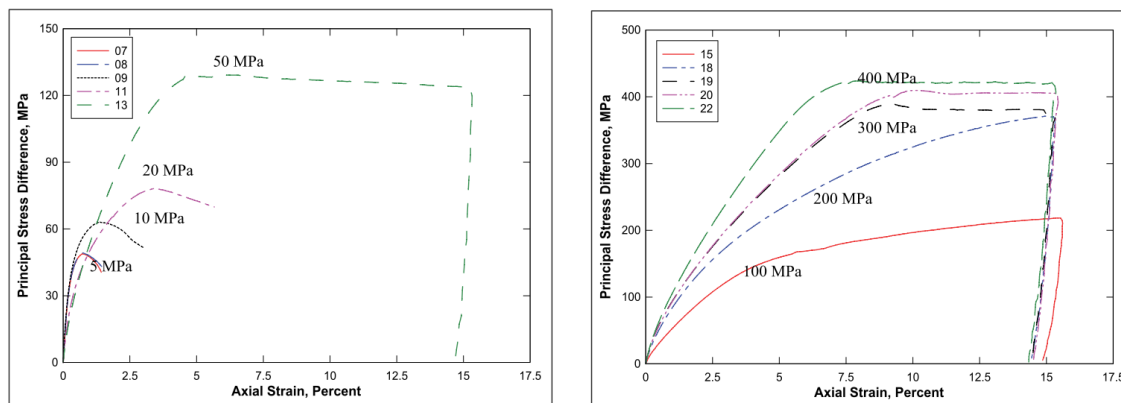 150
120
90
60
30
0
Principal Stress Difference, MPa
07
08
09
11
13
50 MPa
20 MPa
10 MPa
5 MPa
0 2.5 5 7.5 10 12.5 15 17.5
Axial Strain, Percent
500
400
300
200
100
0
Principal Stress Difference, MPa
15
18
19
20
22
400 MPa
300 MPa
200 MPa
100 MPa
0 2.5 5 7.5 10 12.5 15 17.5
Axial Strain, Percent